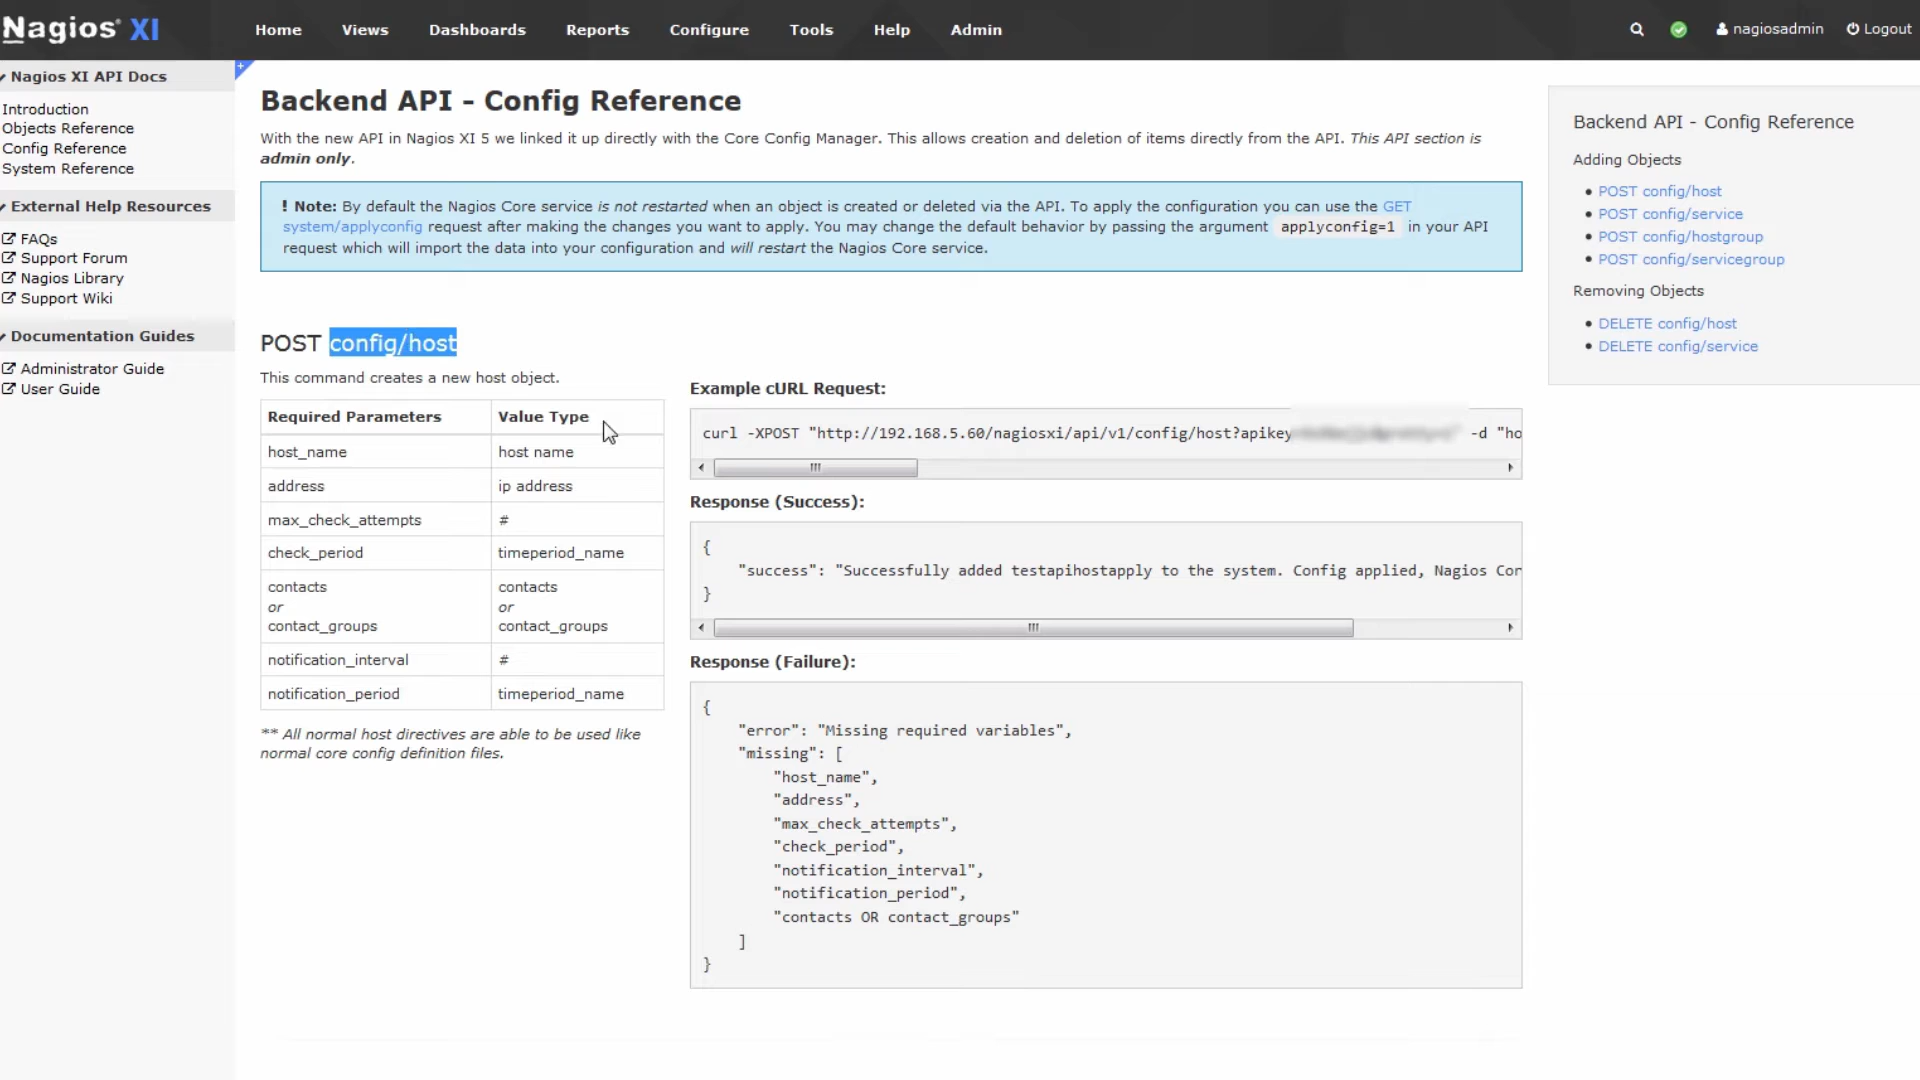 Nagios® XI
Home Views Dashboards Reports Configure Tools Help Admin
nagiosadmin Logout
Nagios XI API Docs
Introduction
Objects Reference
Config Reference
System Reference
External Help Resources
FAQs
Support Forum
Nagios Library
Support Wiki
Documentation Guides
Administrator Guide
User Guide
Backend API - Config Reference
With the new API in Nagios XI 5 we linked it up directly with the Core Config Manager. This allows creation and deletion of items directly from the API. This API section is
admin only.
! Note: By default the Nagios Core service is not restarted when an object is created or deleted via the API. To apply the configuration you can use the GET
system/applyconfig request after making the changes you want to apply. You may change the default behavior by passing the argument applyconfig=1 in your API
request which will import the data into your configuration and will restart the Nagios Core service.
POST config/host
This command creates a new host object.
Required Parameters Value Type
host_name host name
address ip address
max_check_attempts #
check_period timeperiod_name
contacts contacts
or or
contact_groups contact_groups
notification_interval #
notification_period timeperiod_name
** All normal host directives are able to be used like
normal core config definition files.
Example cURL Request:
curl -XPOST "http://192.168.5.60/nagiosxi/api/v1/config/host?apikey -d "ho
Response (Success):
{
"success": "Successfully added testapihostapply to the system. Config applied, Nagios Cor
}
Response (Failure):
{
"error": "Missing required variables",
"missing": [
"host_name",
"address",
"max_check_attempts",
"check_period",
"notification_interval",
"notification_period",
"contacts OR contact_groups"
]
}
Backend API - Config Reference
Adding Objects
• POST config/host
• POST config/service
• POST config/hostgroup
• POST config/servicegroup
Removing Objects
• DELETE config/host
• DELETE config/service